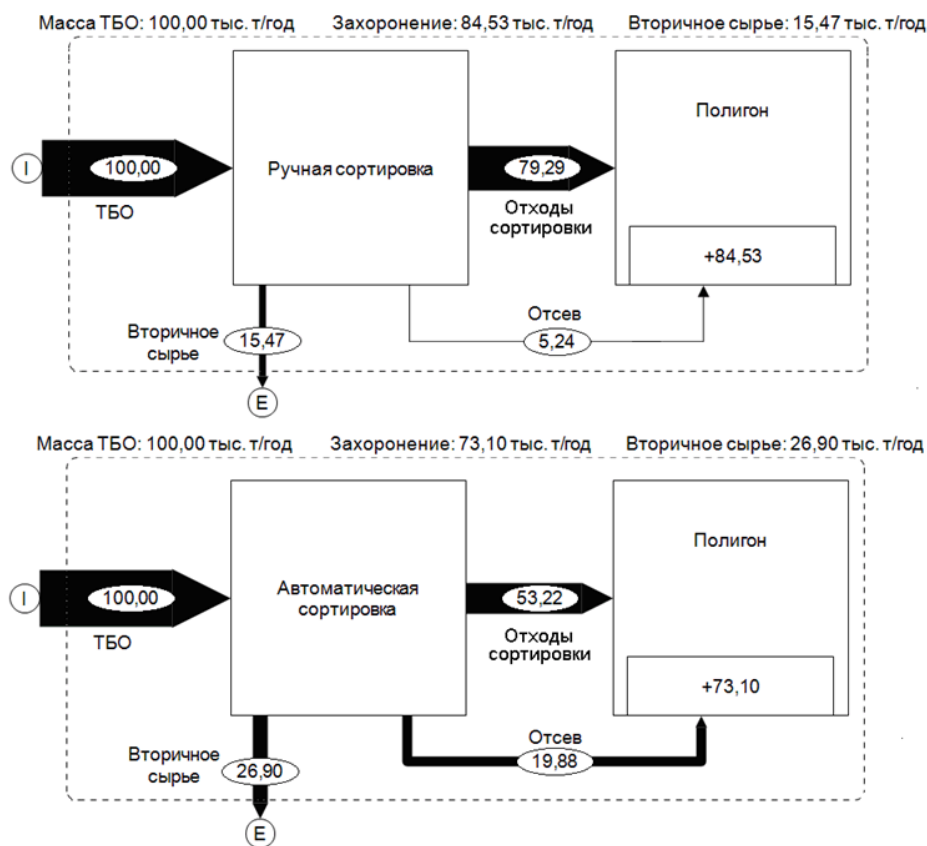 Масса ТБО: 100,00 тыс. т/год Захоронение: 84,53 тыс. т/год Вторичное сырье: 15,47 тыс. т/год
Полигон
I
100,00
Ручная сортировка
79,29
ТБО
Отходы
сортировки
+84,53
Вторичное
сырье
15,47
Отсев
5,24
E
Масса ТБО: 100,00 тыс. т/год Захоронение: 73,10 тыс. т/год Вторичное сырье: 26,90 тыс. т/год
Полигон
I
100,00
Автоматическая
сортировка
53,22
ТБО
Отходы
сортировки
+73,10
Вторичное
сырье
26,90
Отсев
19,88
E